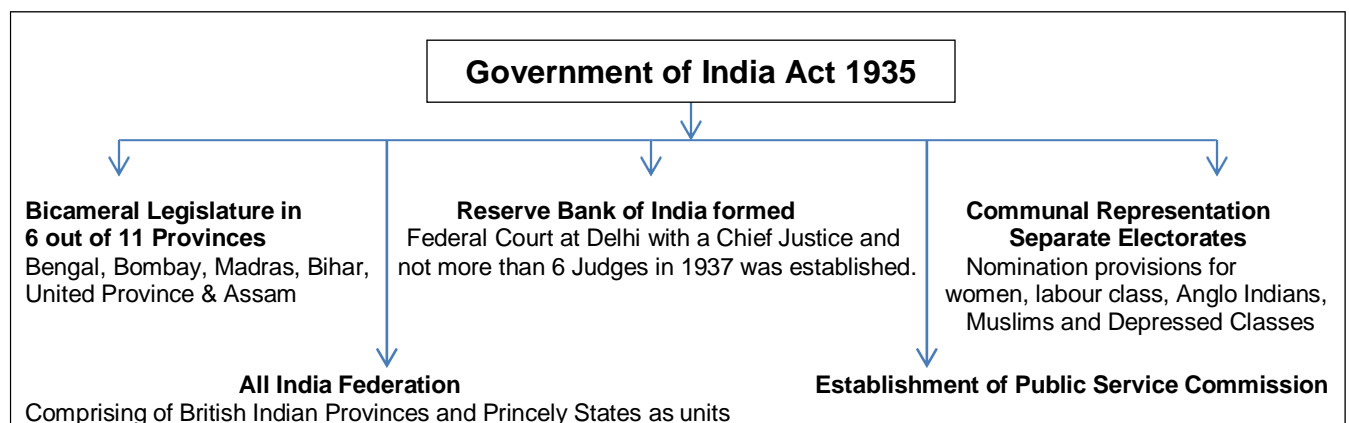 Government of India Act 1935
Bicameral Legislature in
6 out of 11 Provinces
Bengal, Bombay, Madras, Bihar,
United Province & Assam
Reserve Bank of India formed
Federal Court at Delhi with a Chief Justice and
not more than 6 Judges in 1937 was established.
Communal Representation
Separate Electorates
Nomination provisions for
women, labour class, Anglo Indians,
Muslims and Depressed Classes
All India Federation
Comprising of British Indian Provinces and Princely States as units
Establishment of Public Service Commission